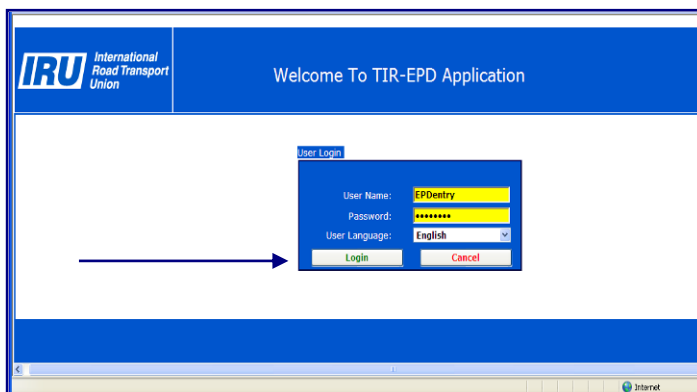 IRU
International
Road Transport
Union
Welcome To TIR-EPD Application
User Login
User Name: EPDentry
Password: ••••••••
User Language: English
Login Cancel
Internet